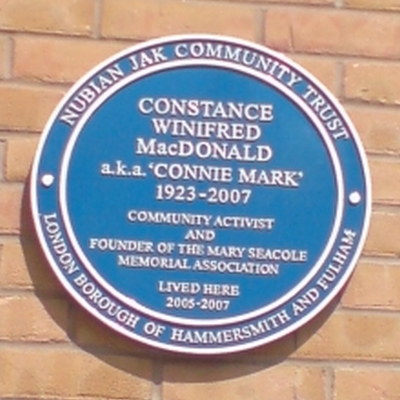 NUBIAN JAK COMMUNITY TRUST
CONSTANCE
WINIFRED
MacDONALD
a.k.a. 'CONNIE MARK'
1923-2007
COMMUNITY ACTIVIST
AND
FOUNDER OF THE MARY SEACOLE
MEMORIAL ASSOCIATION
LIVED HERE
2005-2007
LONDON BOROUGH OF HAMMERSMITH AND FULHAM